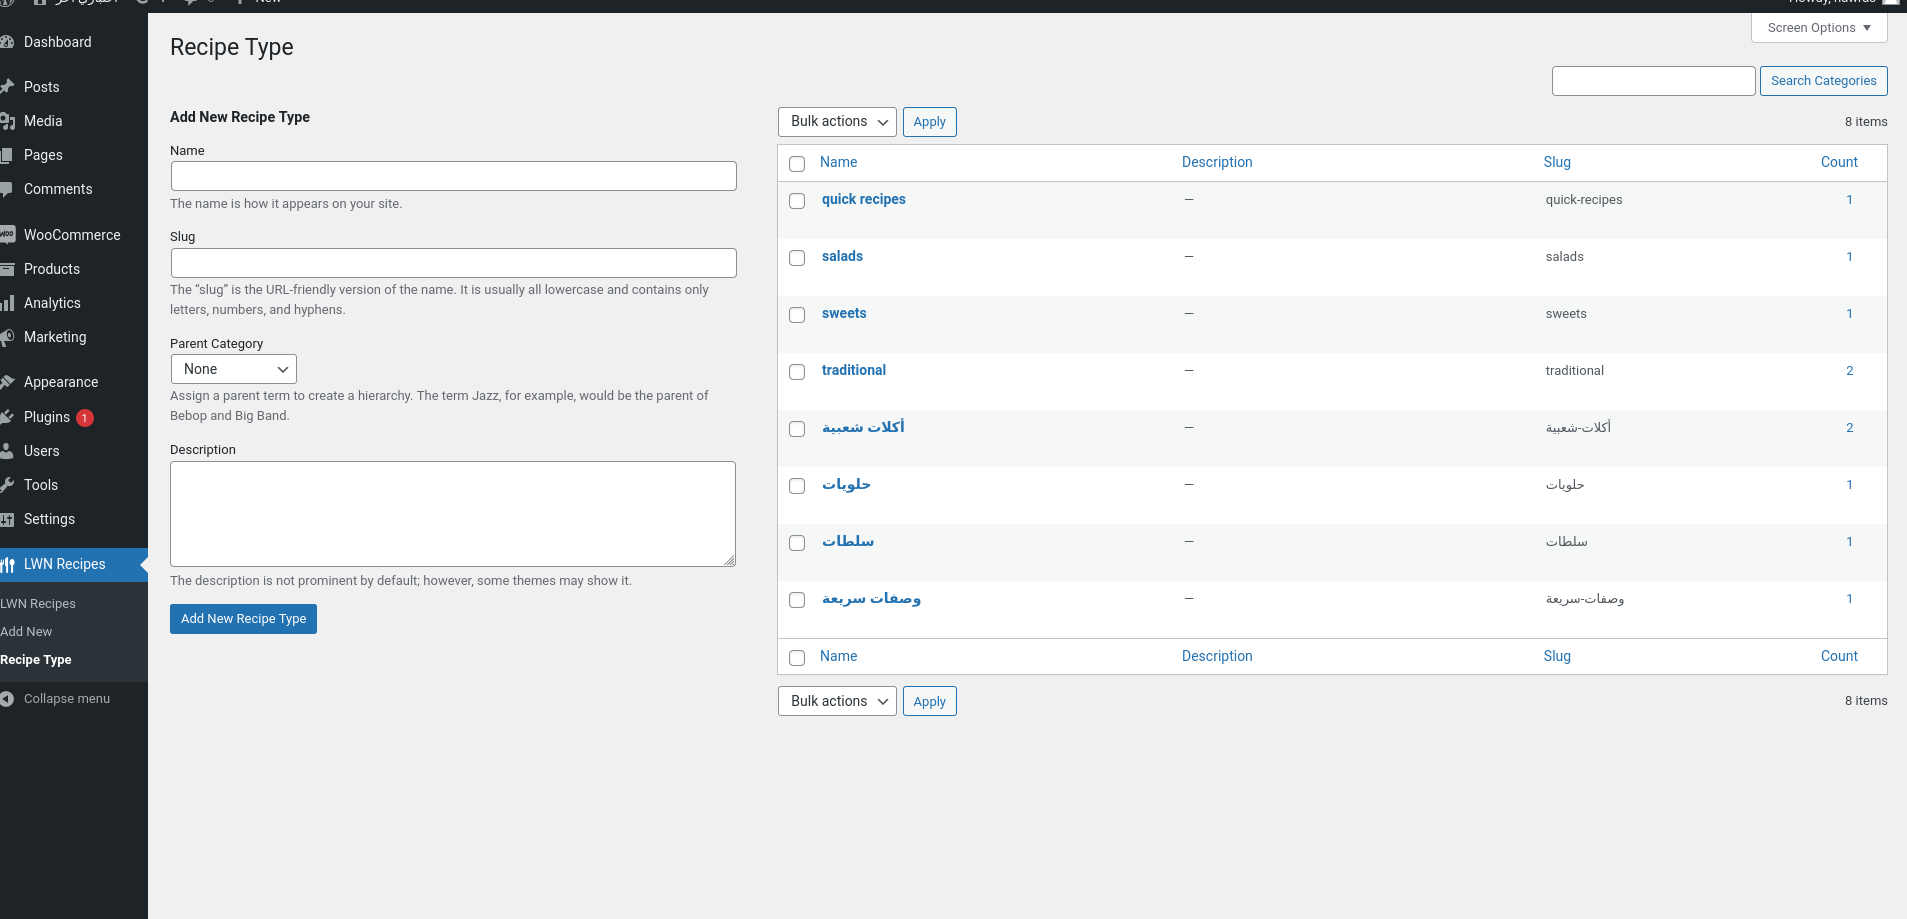 New
Dashboard
Posts
Media
Pages
Comments
WooCommerce
Products
Analytics
Marketing
Appearance
Plugins 1
Users
Tools
Settings
LWN Recipes
LWN Recipes
Add New
Recipe Type
Collapse menu
Screen Options
Recipe Type
Search Categories
Add New Recipe Type
Name
The name is how it appears on your site.
Slug
The “slug” is the URL-friendly version of the name. It is usually all lowercase and contains only
letters, numbers, and hyphens.
Parent Category
None
Assign a parent term to create a hierarchy. The term Jazz, for example, would be the parent of
Bebop and Big Band.
Description
The description is not prominent by default; however, some themes may show it.
Add New Recipe Type
Bulk actions Apply 8 items
Name Description Slug Count
quick recipes — quick-recipes 1
salads — salads 1
sweets — sweets 1
traditional — traditional 2
أكلات شعبية — أكلات-شعبية 2
حلويات — حلويات 1
سلطات — سلطات 1
وصفات سريعة — وصفات-سريعة 1
Name Description Slug Count
Bulk actions Apply 8 items